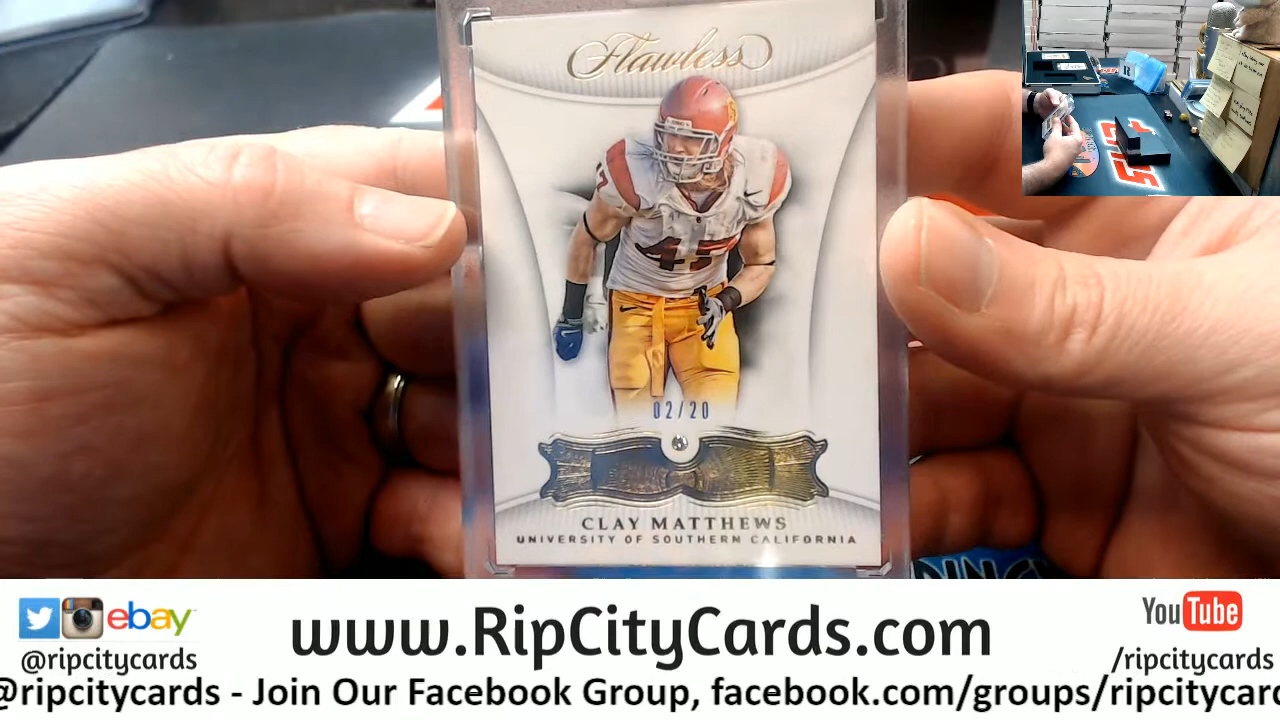 Flawless
47
02/20
CLAY MATTHEWS
UNIVERSITY OF SOUTHERN CALIFORNIA
ebay
@ripcitycards
www.RipCityCards.com
YouTube
/ripcitycards
@ripcitycards - Join Our Facebook Group, facebook.com/groups/ripcitycard